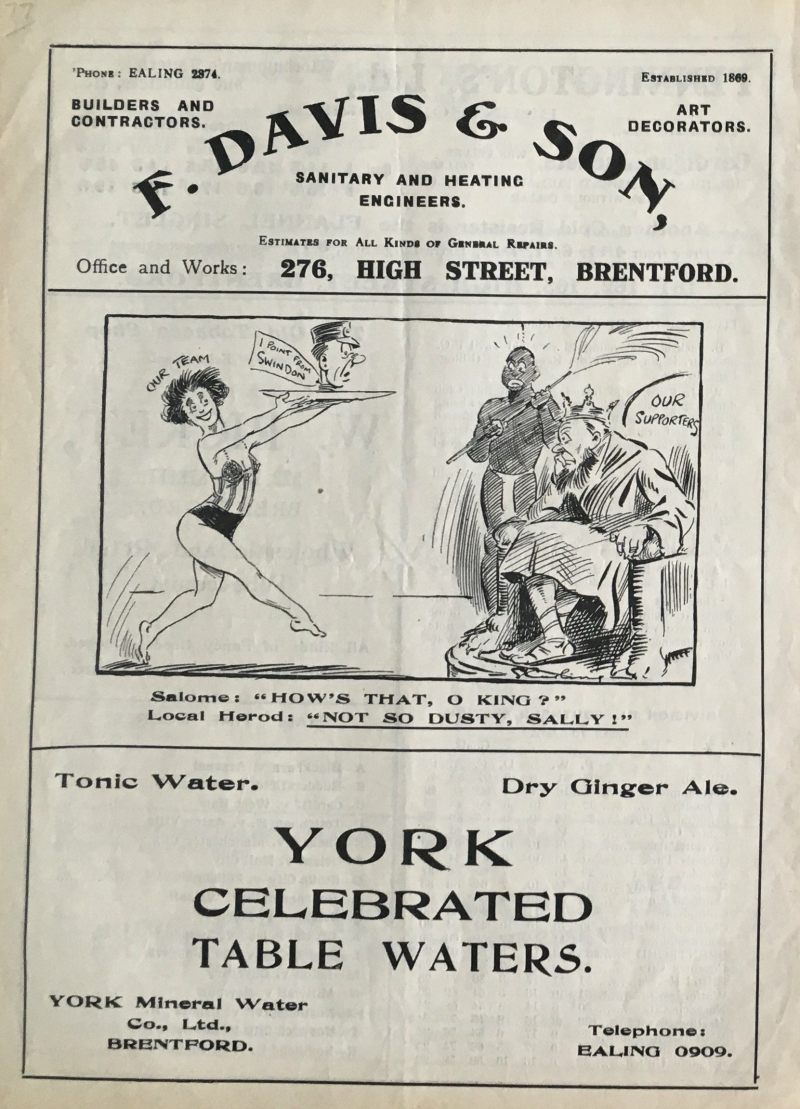 33
'Phone: EALING 2874.
Established 1869.
BUILDERS AND
CONTRACTORS.
ART
DECORATORS.
F. DAVIS & SON,
SANITARY AND HEATING
ENGINEERS.
Estimates for All Kinds of General Repairs.
Office and Works: 276, HIGH STREET, BRENTFORD.
OUR TEAM
1 POINT FROM
SWINDON
OUR
SUPPORTERS
Salome: "HOW'S THAT, O KING?"
Local Herod: "NOT SO DUSTY, SALLY!"
Tonic Water.
Dry Ginger Ale.
YORK
CELEBRATED
TABLE WATERS.
YORK Mineral Water
Co., Ltd.,
BRENTFORD.
Telephone:
EALING 0909.